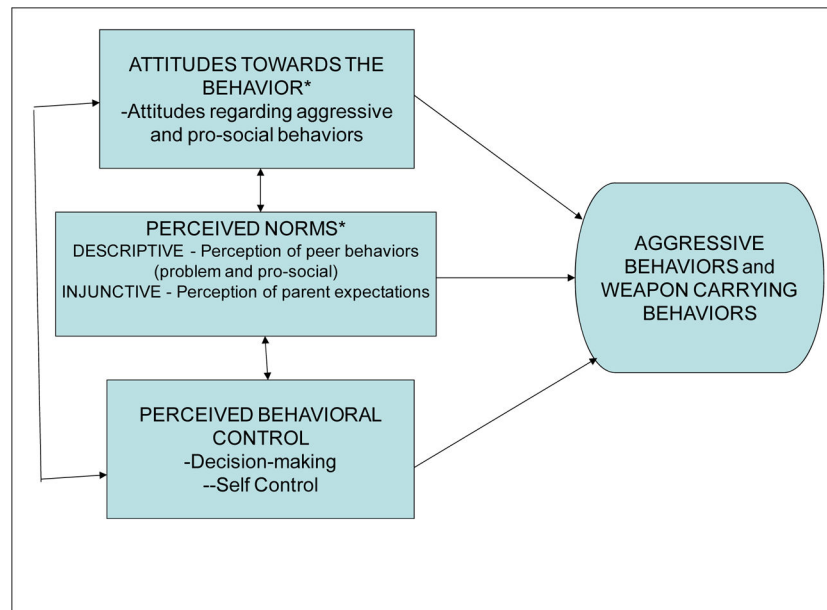 ATTITUDES TOWARDS THE
BEHAVIOR*
-Attitudes regarding aggressive
and pro-social behaviors
PERCEIVED NORMS*
DESCRIPTIVE - Perception of peer behaviors
(problem and pro-social)
INJUNCTIVE - Perception of parent expectations
PERCEIVED BEHAVIORAL
CONTROL
-Decision-making
--Self Control
AGGRESSIVE
BEHAVIORS and
WEAPON CARRYING
BEHAVIORS